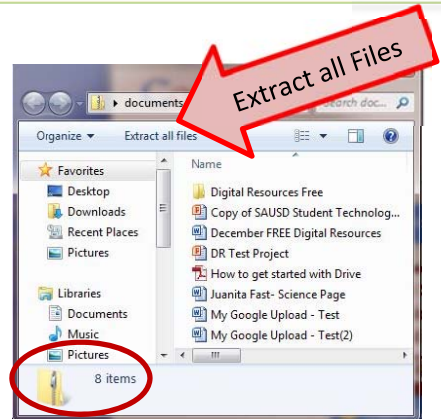 Extract all Files
documents
Search doc...
Organize
Extract all files
Favorites
Desktop
Downloads
Recent Places
Pictures
Libraries
Documents
Music
Pictures
Name
Digital Resources Free
Copy of SAUSD Student Technolog...
December FREE Digital Resources
DR Test Project
How to get started with Drive
Juanita Fast- Science Page
My Google Upload - Test
My Google Upload - Test(2)
8 items